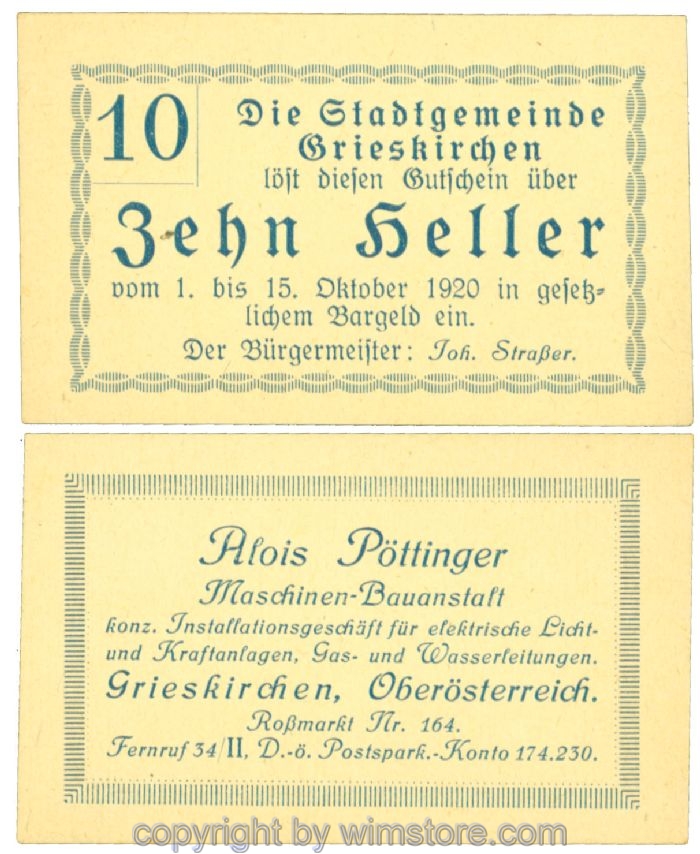 10
Die Stadtgemeinde
Grieskirchen
löst diesen Gutschein über
Zehn Heller
vom 1. bis 15. Oktober 1920 in gesetz-
lichem Bargeld ein.
Der Bürgermeister: Joh. Straßer.
Alois Pöttinger
Maschinen-Bauanstalt
konz. Installationsgeschäft für elektrische Licht-
und Kraftanlagen, Gas- und Wasserleitungen.
Grieskirchen, Oberösterreich.
Roßmarkt Nr. 164.
Fernruf 34/II, D.-ö. Postspark.-Konto 174.230.
copyright by wimstore.com